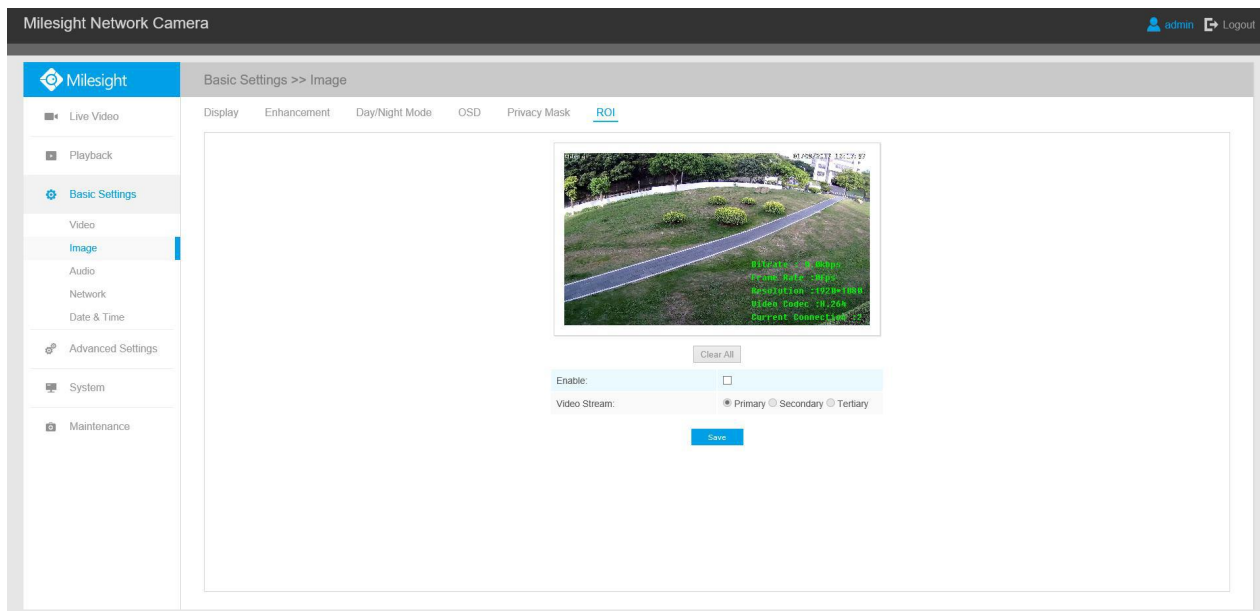 Milesight Network Camera
admin Logout
Milesight
Basic Settings >> Image
Live Video
Playback
Basic Settings
Video
Image
Audio
Network
Date & Time
Advanced Settings
System
Maintenance
Display Enhancement Day/Night Mode OSD Privacy Mask ROI
Frame Rate :0fps
Resolution :1920*1080
Video Codec :H.264
Current Connection :2
Clear All
Enable:
Video Stream: Primary Secondary Tertiary
Save